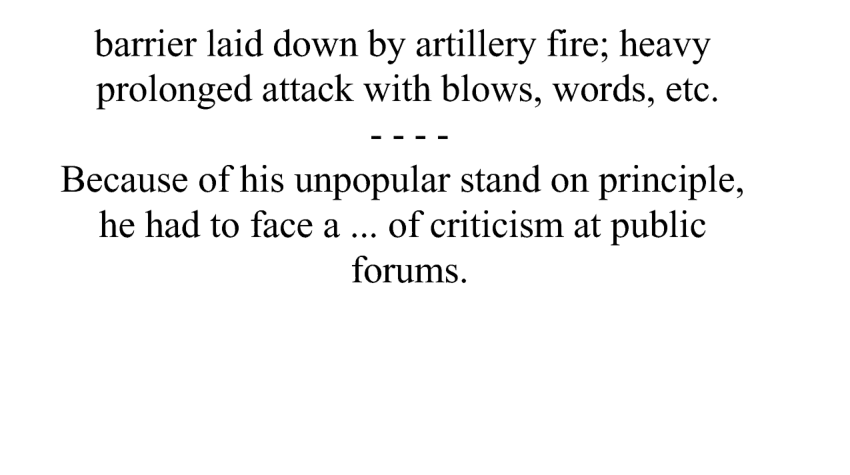 barrier laid down by artillery fire; heavy
prolonged attack with blows, words, etc.
- - - -
Because of his unpopular stand on principle,
he had to face a ... of criticism at public
forums.